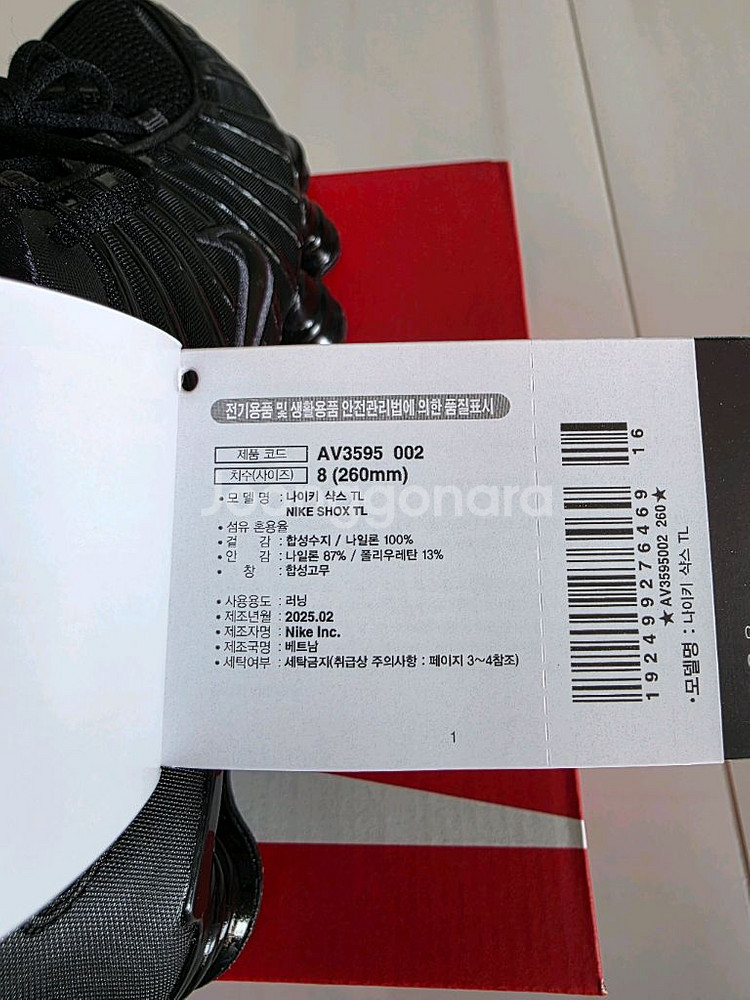 전기용품 및 생활용품 안전관리법에 의한 품질표시
제품 코드 AV3595 002
치수(사이즈) 8 (260mm)
· 모 델 명 : 나이키 샥스 TL
NIKE SHOX TL
• 섬유 혼용율
• 겉 감 : 합성수지 / 나일론 100%
• 안 감 : 나일론 87% / 폴리우레탄 13%
• 창 : 합성고무
• 사용용도 : 러닝
• 제조년월 : 2025.02
• 제조자명 : Nike Inc.
• 제조국명 : 베트남
• 세탁여부 : 세탁금지(취급상 주의사항 : 페이지 3~4참조)
1
16
192499276469
★AV3595002 260★
·모델명 : 나이키 샥스 TL
Joonggonara